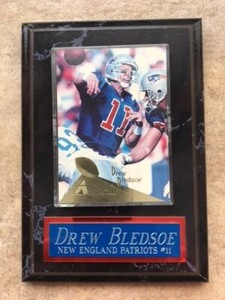 11
Drew
Bledsoe
DREW BLEDSOE
NEW ENGLAND PATRIOTS #11